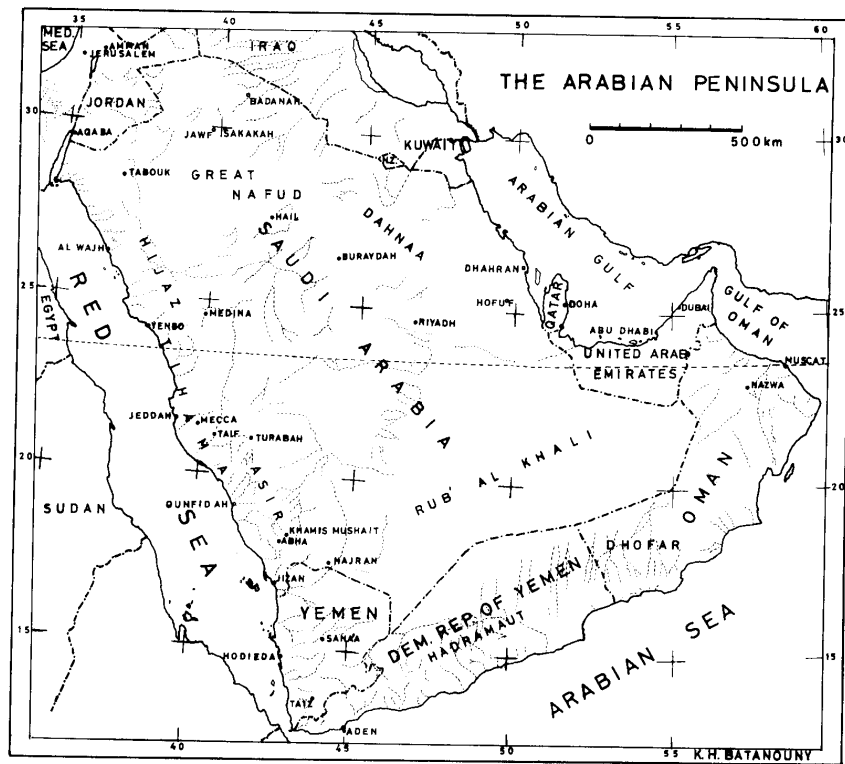 35
40
45
50
55
60
MED.
SEA
AMMAN
JERUSALEM
IRAQ
THE ARABIAN PENINSULA
JORDAN
BADANAH
30
AQABA
JAWF
SAKAKAH
KUWAIT
0
500km
30
NZ.
TABOUK
GREAT
NAFUD
HAIL
DAHNAA
ARABIAN GULF
AL WAJH
HIJAZ
SAUDI ARABIA
BURAYDAH
DHAHRAN
25
RED SEA
MEDINA
HOFUF
QATAR
DOHA
DUBAI
GULF OF
OMAN
25
EGYPT
YENBO
RIYADH
ABU DHABI
UNITED ARAB
EMIRATES
MUSCAT
NAZWA
TIHAMA
JEDDAH
MECCA
TAIF
TURABAH
20
ASIR
RUB' AL KHALI
20
SUDAN
QUNFIDAH
OMAN
KHAMIS MUSHAIT
ABHA
NAJRAH
DHOFAR
JIZAN
YEMEN
DEM. REP. OF YEMEN
HADRAMAUT
15
SANAA
HODIEDA
ARABIAN SEA
15
TAIZ
ADEN
40
45
50
55
K.H. BATANOUNY